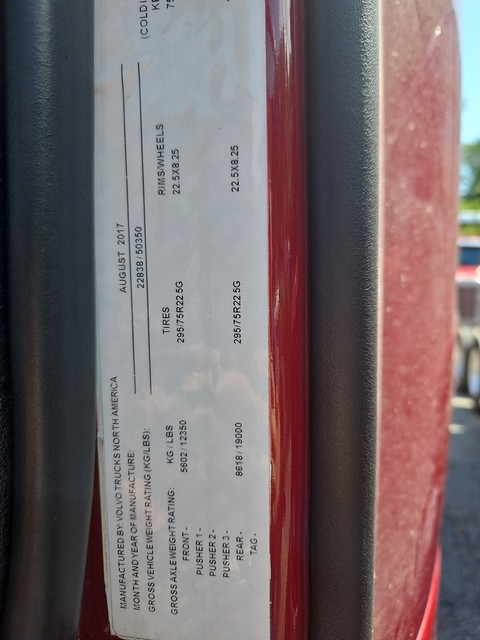 MANUFACTURED BY: VOLVO TRUCKS NORTH AMERICA
MONTH AND YEAR OF MANUFACTURE: AUGUST 2017
GROSS VEHICLE WEIGHT RATING (KG/LBS): 22838 / 50350
(COLD
GROSS AXLE WEIGHT RATING: KG / LBS TIRES RIMS/WHEELS
FRONT - 5602 / 12350 295/75R22.5G 22.5X8.25
PUSHER 1 -
PUSHER 2 -
PUSHER 3 -
REAR - 8618 / 19000 295/75R22.5G 22.5X8.25
TAG -